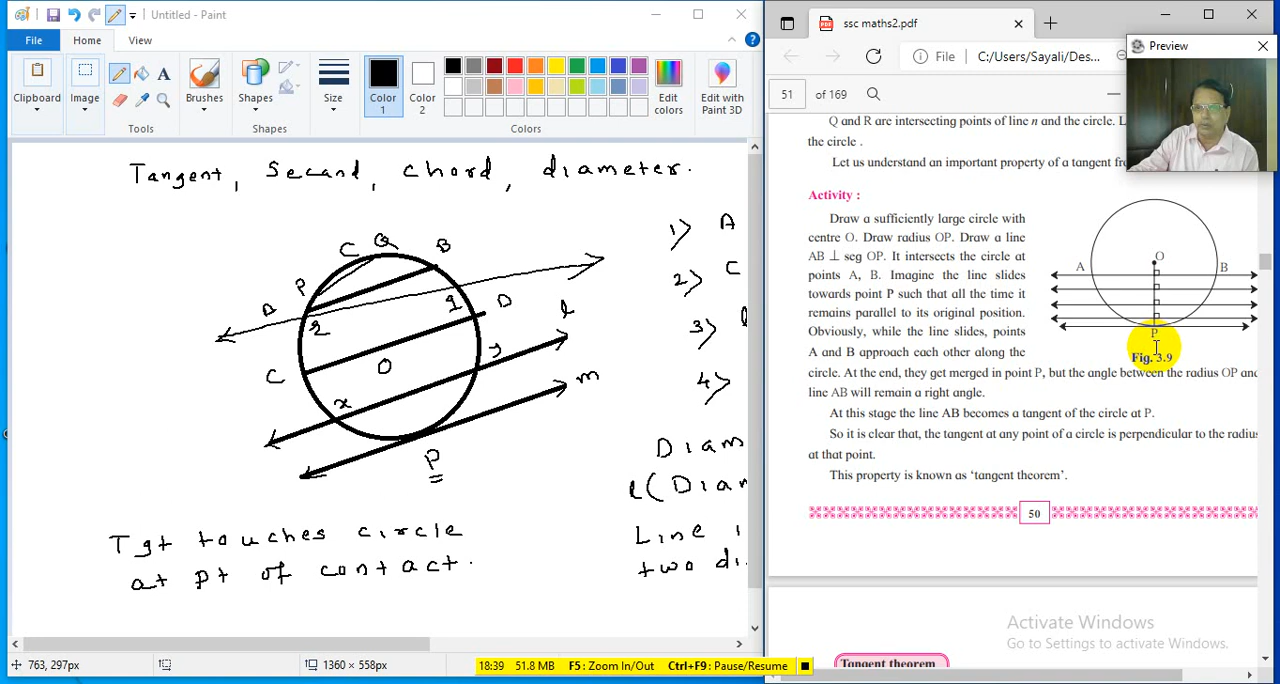 Untitled - Paint
File
Home
View
Clipboard
Image
Tools
Brushes
Shapes
Shapes
Size
Color 1
Color 2
Edit colors
Edit with Paint 3D
Colors
Tangent, Secand, chord, diameter.
C Q B
P
A
2 q D
l
C O y
x m
P
1) A
2) C
3)
4)
Diam
l(Diam
Line i
two di
Tgt touches circle
at pt of contact.
763, 297px
1360 × 558px
18:39 51.8 MB F5: Zoom In/Out Ctrl+F9: Pause/Resume
ssc maths2.pdf
File
C:/Users/Sayali/Des...
Preview
51 of 169
Q and R are intersecting points of line n and the circle. L
the circle .
Let us understand an important property of a tangent fr
Activity :
Draw a sufficiently large circle with
centre O. Draw radius OP. Draw a line
AB ⊥ seg OP. It intersects the circle at
points A, B. Imagine the line slides
towards point P such that all the time it
remains parallel to its original position.
Obviously, while the line slides, points
A and B approach each other along the
circle. At the end, they get merged in point P, but the angle between the radius OP and
line AB will remain a right angle.
At this stage the line AB becomes a tangent of the circle at P.
So it is clear that, the tangent at any point of a circle is perpendicular to the radius
at that point.
This property is known as ‘tangent theorem’.
O
A B
P
Fig. 3.9
50
Activate Windows
Go to Settings to activate Windows.
Tangent theorem